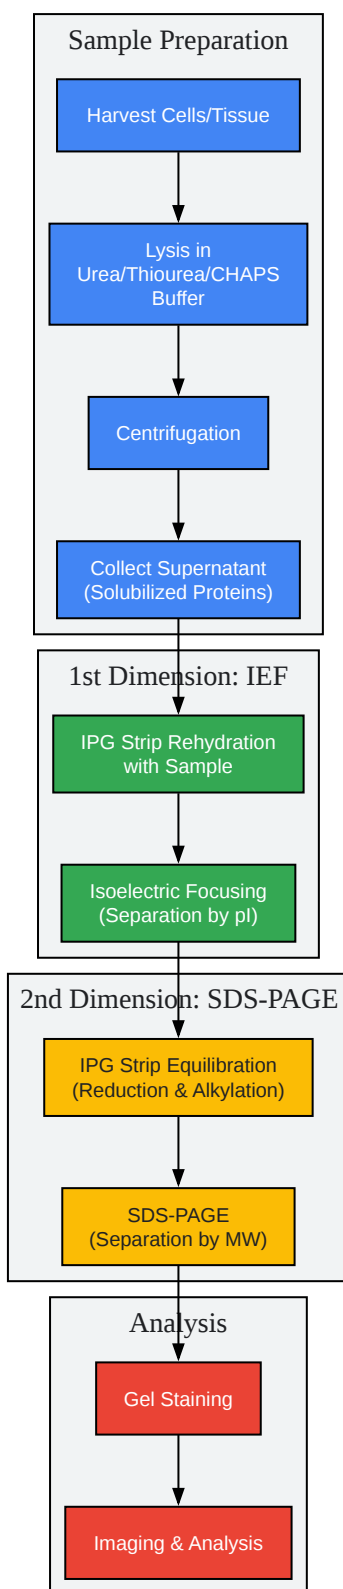 Sample Preparation
Harvest Cells/Tissue
Lysis in
Urea/Thiourea/CHAPS
Buffer
Centrifugation
Collect Supernatant
(Solubilized Proteins)
1st Dimension: IEF
IPG Strip Rehydration
with Sample
Isoelectric Focusing
(Separation by pI)
2nd Dimension: SDS-PAGE
IPG Strip Equilibration
(Reduction & Alkylation)
SDS-PAGE
(Separation by MW)
Analysis
Gel Staining
Imaging & Analysis